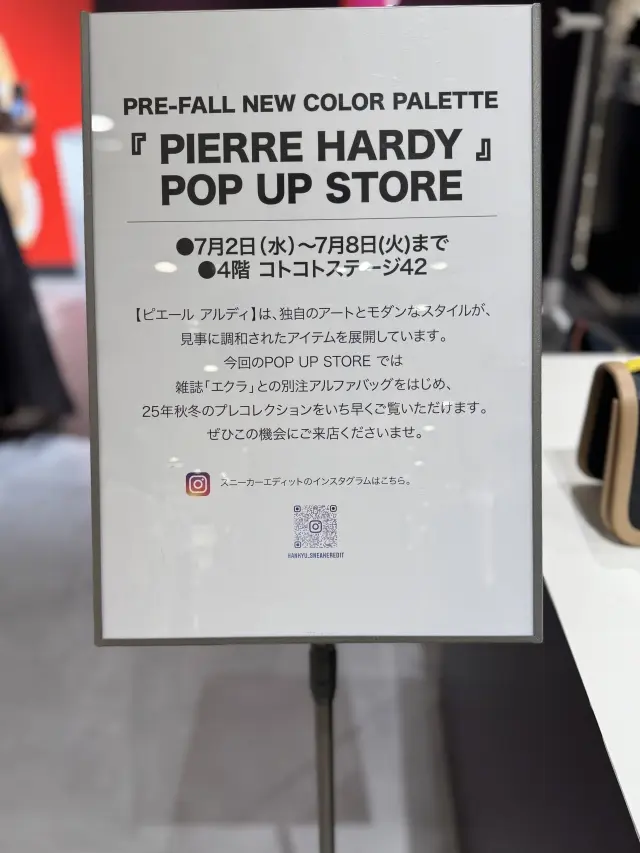 PRE-FALL NEW COLOR PALETTE
『 PIERRE HARDY 』
POP UP STORE
●7月2日(水)~7月8日(火)まで
●4階 コトコトステージ42
【ピエール アルディ】は、独自のアートとモダンなスタイルが、
見事に調和されたアイテムを展開しています。
今回のPOP UP STORE では
雑誌「エクラ」との別注アルファバッグをはじめ、
25年秋冬のプレコレクションをいち早くご覧いただけます。
ぜひこの機会にご来店くださいませ。
スニーカーエディットのインスタグラムはこちら。
HANKYU_SNEAKEREDIT